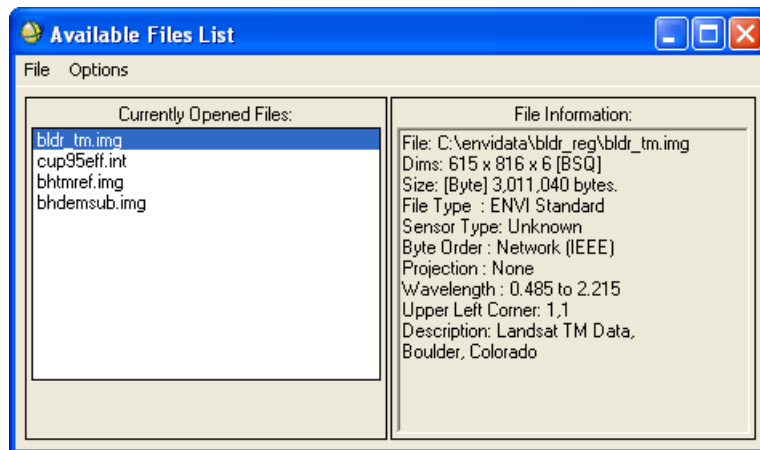 Available Files List
File Options
Currently Opened Files:
bldr_tm.img
cup95eff.int
bhtmref.img
bhdemsub.img
File Information:
File: C:\envidata\bldr_reg\bldr_tm.img
Dims: 615 x 816 x 6 [BSQ]
Size: [Byte] 3,011,040 bytes.
File Type : ENVI Standard
Sensor Type: Unknown
Byte Order : Network (IEEE)
Projection : None
Wavelength : 0.485 to 2.215
Upper Left Corner: 1,1
Description: Landsat TM Data,
Boulder, Colorado